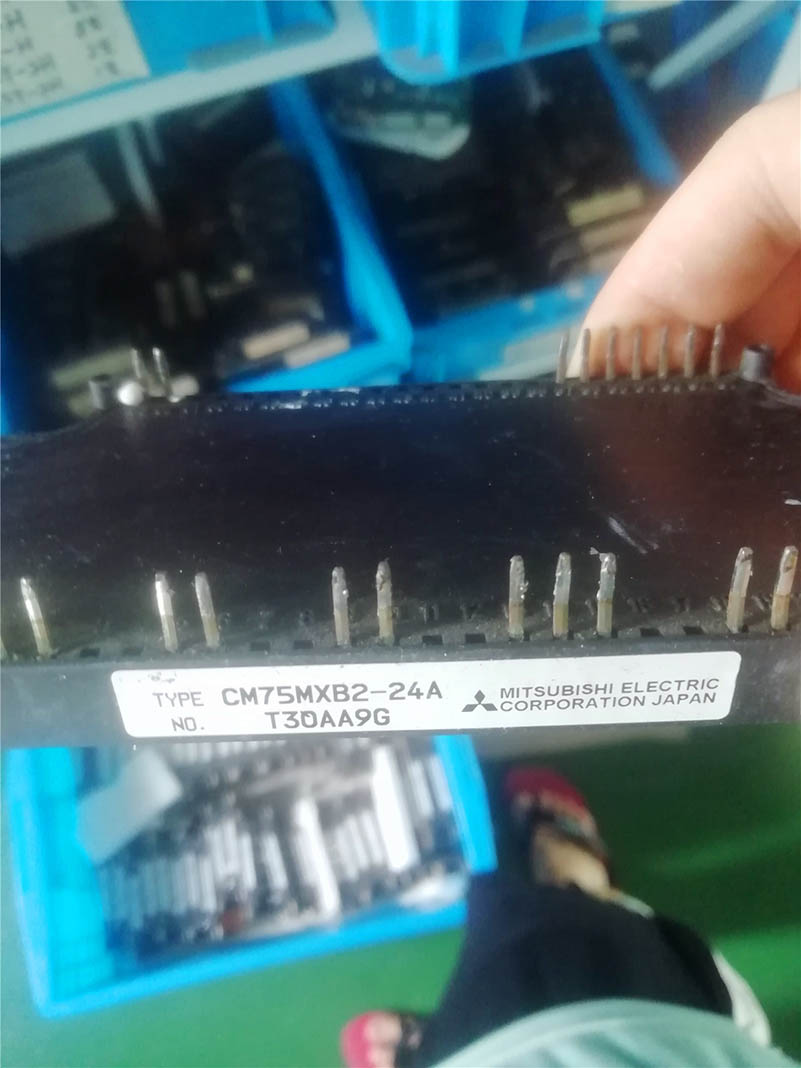 TYPE CM75MXB2-24A
NO. T30AA9G
MITSUBISHI ELECTRIC
CORPORATION JAPAN